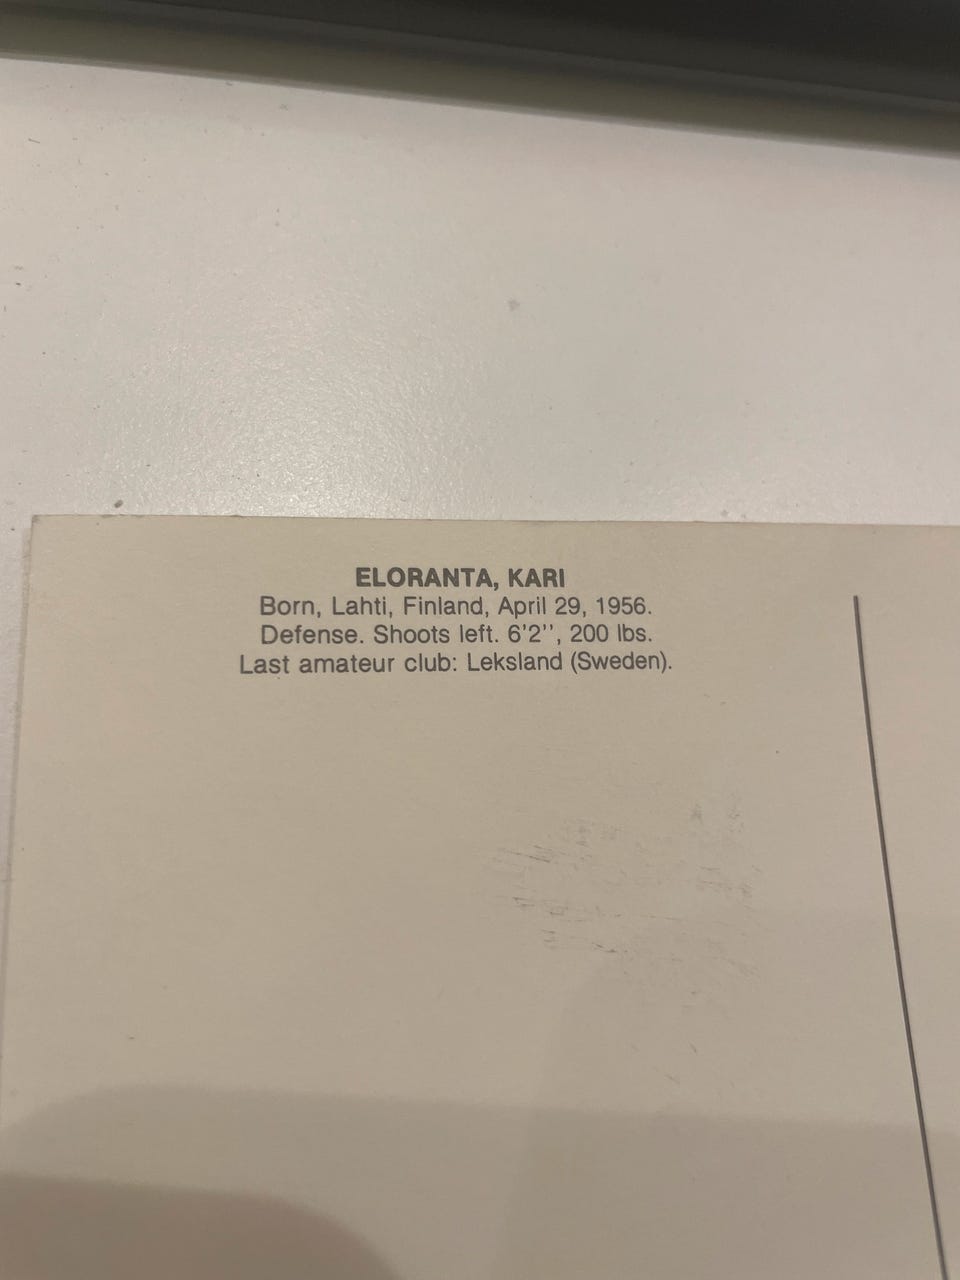 ELORANTA, KARI
Born, Lahti, Finland, April 29, 1956.
Defense. Shoots left. 6'2'', 200 lbs.
Last amateur club: Leksland (Sweden).